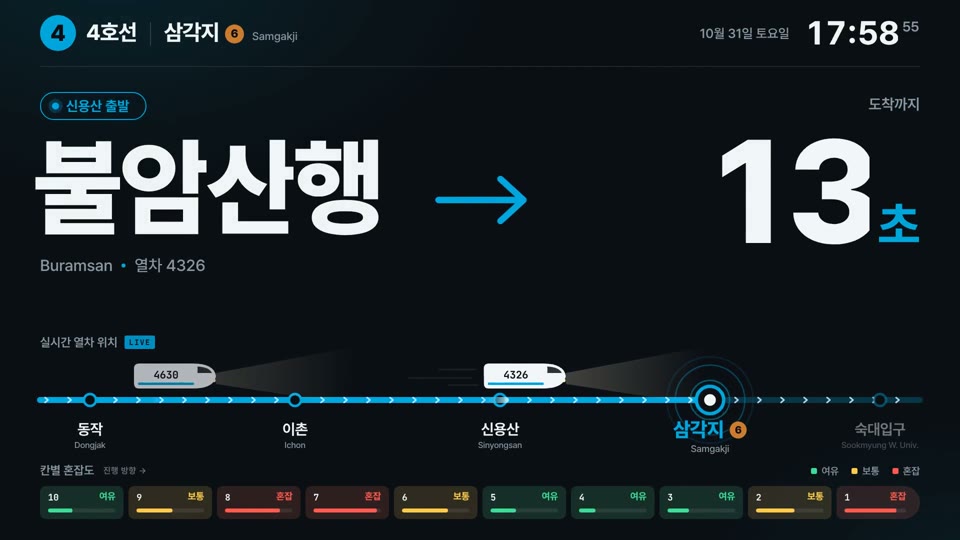 4 4호선 삼각지 6 Samgakji
10월 31일 토요일 17:58 55
신용산 출발
도착까지
불암산행 → 13초
Buramsan • 열차 4326
실시간 열차 위치 LIVE
4630 4326
동작 이촌 신용산 삼각지 6 숙대입구
Dongjak Ichon Sinyongsan Samgakji Sookmyung W. Univ.
칸별 혼잡도 진행 방향 →
여유 보통 혼잡
10 여유 9 보통 8 혼잡 7 혼잡 6 보통 5 여유 4 여유 3 여유 2 보통 1 혼잡